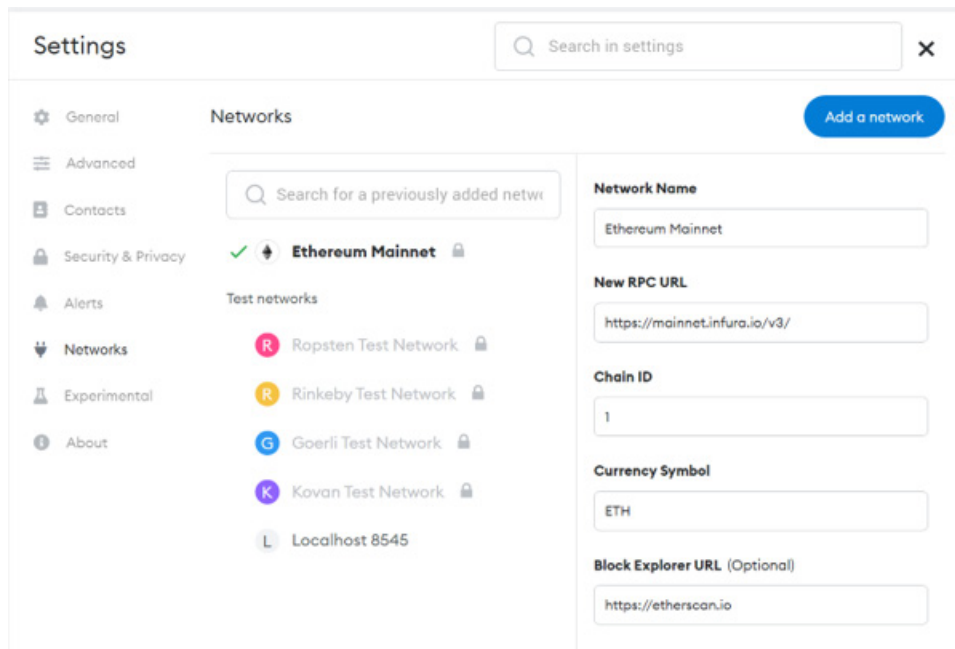 Settings
Search in settings
General
Advanced
Contacts
Security & Privacy
Alerts
Networks
Experimental
About
Networks
Add a network
Search for a previously added netwo
Ethereum Mainnet
Test networks
R Ropsten Test Network
R Rinkeby Test Network
G Goerli Test Network
K Kovan Test Network
L Localhost 8545
Network Name
Ethereum Mainnet
New RPC URL
https://mainnet.infura.io/v3/
Chain ID
1
Currency Symbol
ETH
Block Explorer URL (Optional)
https://etherscan.io